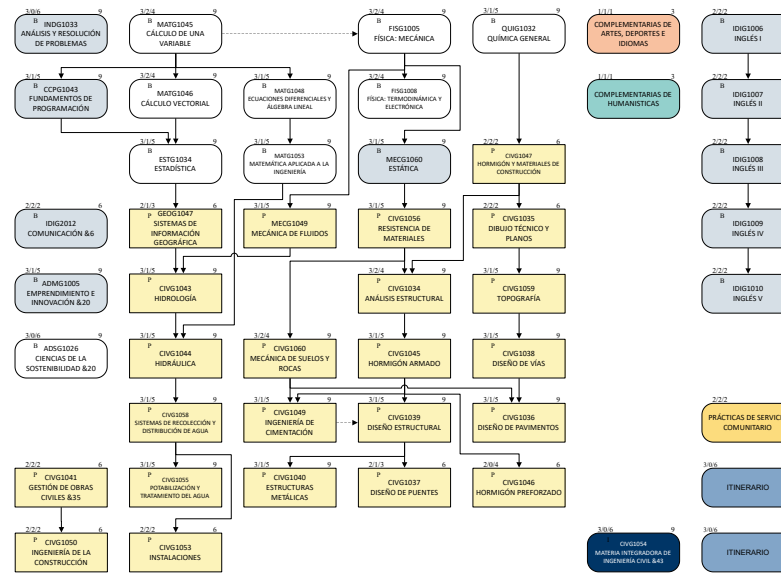 3/0/6 9
B INDG1033
ANÁLISIS Y RESOLUCIÓN
DE PROBLEMAS
3/2/4 9
B
MATG1045
CÁLCULO DE UNA
VARIABLE
3/2/4 9
B
FISG1005
FÍSICA: MECÁNICA
3/1/5 9
B
QUIG1032
QUÍMICA GENERAL
1/1/1 3
COMPLEMENTARIAS DE
ARTES, DEPORTES E
IDIOMAS
2/2/2
B
IDIG1006
INGLÉS I
3/1/5 9
B
CCPG1043
FUNDAMENTOS DE
PROGRAMACIÓN
3/2/4 9
B
MATG1046
CÁLCULO VECTORIAL
3/1/5 9
B
MATG1048
ECUACIONES DIFERENCIALES Y
ÁLGEBRA LINEAL
3/2/4 9
B
FISG1008
FÍSICA: TERMODINÁMICA Y
ELECTRÓNICA
1/1/1 3
COMPLEMENTARIAS DE
HUMANISTICAS
2/2/2
B
IDIG1007
INGLÉS II
3/1/5 9
B
ESTG1034
ESTADÍSTICA
3/1/5 9
B
MATG1053
MATEMÁTICA APLICADA A LA
INGENIERÍA
3/1/5 9
B
MECG1060
ESTÁTICA
2/2/2 6
P
CIVG1047
HORMIGÓN Y MATERIALES DE
CONSTRUCCIÓN
2/2/2
B
IDIG1008
INGLÉS III
2/2/2 6
B
IDIG2012
COMUNICACIÓN &6
2/1/3 6
P GEOG1047
SISTEMAS DE
INFORMACIÓN
GEOGRÁFICA
3/1/5 9
P
MECG1049
MECÁNICA DE FLUIDOS
3/1/5 9
P
CIVG1056
RESISTENCIA DE
MATERIALES
2/2/2 6
P
CIVG1035
DIBUJO TÉCNICO Y
PLANOS
2/2/2
B
IDIG1009
INGLÉS IV
3/1/5 9
B
ADMG1005
EMPRENDIMIENTO E
INNOVACIÓN &20
3/1/5 9
P
CIVG1043
HIDROLOGÍA
3/2/4 9
P
CIVG1034
ANÁLISIS ESTRUCTURAL
3/1/5 9
P
CIVG1059
TOPOGRAFÍA
2/2/2
B
IDIG1010
INGLÉS V
3/0/6 9
B ADSG1026
CIENCIAS DE LA
SOSTENIBILIDAD &20
3/1/5 9
P
CIVG1044
HIDRÁULICA
3/2/4 9
P CIVG1060
MECÁNICA DE SUELOS Y
ROCAS
3/1/5 9
P
CIVG1045
HORMIGÓN ARMADO
3/1/5 9
P
CIVG1038
DISEÑO DE VÍAS
3/1/5 9
P
CIVG1058
SISTEMAS DE RECOLECCIÓN Y
DISTRIBUCIÓN DE AGUA
3/1/5 9
P
CIVG1049
INGENIERÍA DE
CIMENTACIÓN
3/1/5 9
P
CIVG1039
DISEÑO ESTRUCTURAL
3/1/5 9
P
CIVG1036
DISEÑO DE PAVIMENTOS
2/2/2
PRÁCTICAS DE SERVICI
COMUNITARIO
2/2/2 6
P CIVG1041
GESTIÓN DE OBRAS
CIVILES &35
3/1/5 9
P
CIVG1055
POTABILIZACIÓN Y
TRATAMIENTO DEL AGUA
3/1/5 9
P CIVG1040
ESTRUCTURAS
METÁLICAS
2/1/3 6
P
CIVG1037
DISEÑO DE PUENTES
2/0/4 6
P
CIVG1046
HORMIGÓN PREFORZADO
3/0/6
ITINERARIO
2/2/2 6
P CIVG1050
INGENIERÍA DE LA
CONSTRUCCIÓN
2/2/2 6
P
CIVG1053
INSTALACIONES
3/0/6 9
P
CIVG1054
MATERIA INTEGRADORA DE
INGENIERÍA CIVIL &43
3/0/6
ITINERARIO